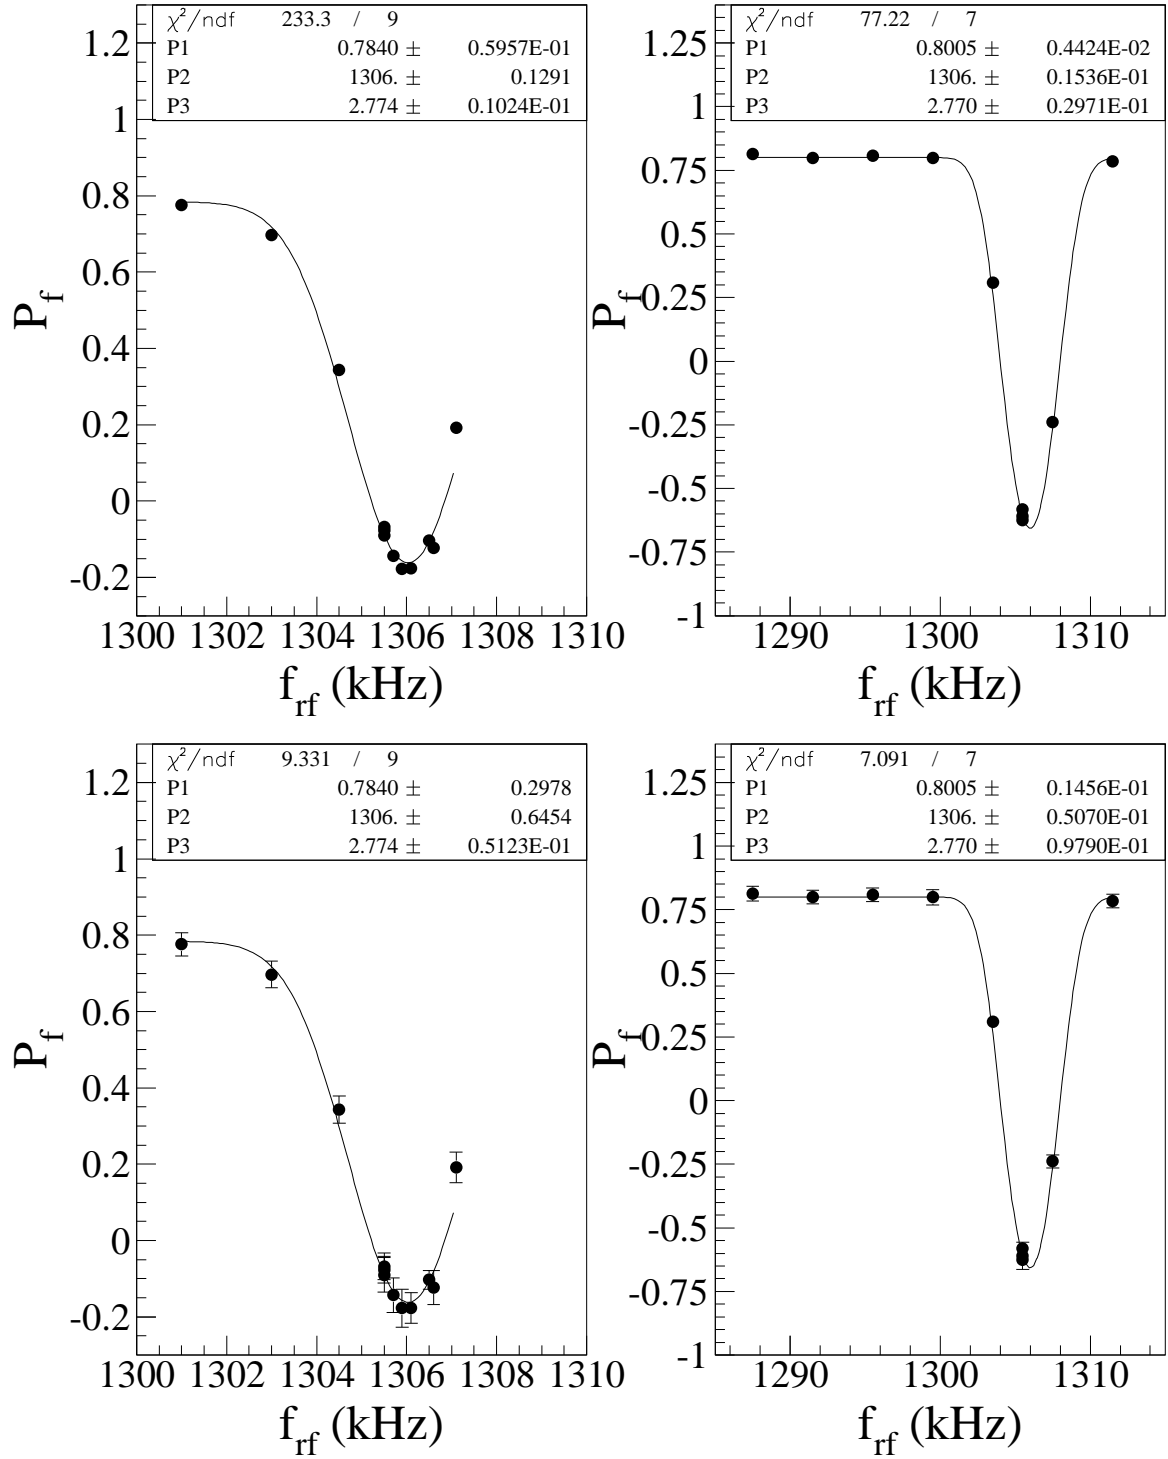 χ²/ndf 233.3 / 9
P1 0.7840 ± 0.5957E-01
P2 1306. ± 0.1291
P3 2.774 ± 0.1024E-01
1.2
1
0.8
0.6
0.4
0.2
0
-0.2
P_f
1300 1302 1304 1306 1308 1310
f_rf (kHz)
χ²/ndf 77.22 / 7
P1 0.8005 ± 0.4424E-02
P2 1306. ± 0.1536E-01
P3 2.770 ± 0.2971E-01
1.25
1
0.75
0.5
0.25
0
-0.25
-0.5
-0.75
-1
P_f
1290 1300 1310
f_rf (kHz)
χ²/ndf 9.331 / 9
P1 0.7840 ± 0.2978
P2 1306. ± 0.6454
P3 2.774 ± 0.5123E-01
1.2
1
0.8
0.6
0.4
0.2
0
-0.2
P_f
1300 1302 1304 1306 1308 1310
f_rf (kHz)
χ²/ndf 7.091 / 7
P1 0.8005 ± 0.1456E-01
P2 1306. ± 0.5070E-01
P3 2.770 ± 0.9790E-01
1.25
1
0.75
0.5
0.25
0
-0.25
-0.5
-0.75
-1
P_f
1290 1300 1310
f_rf (kHz)